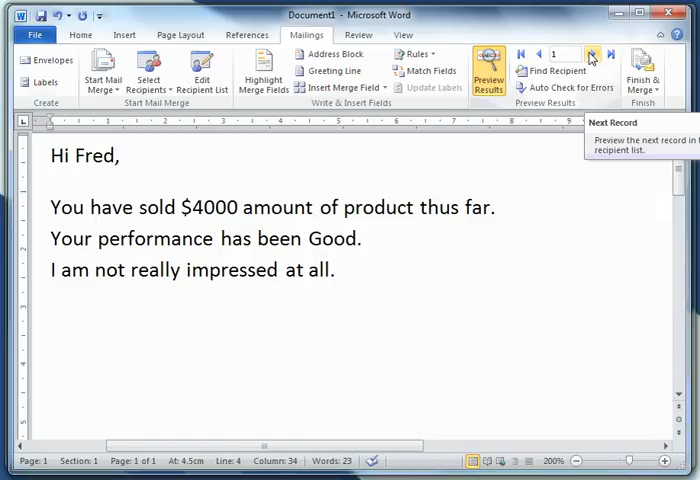 Document1 - Microsoft Word
File Home Insert Page Layout References Mailings Review View
Envelopes
Labels
Create
Start Mail Merge
Select Recipients
Edit Recipient List
Start Mail Merge
Highlight Merge Fields
Address Block
Greeting Line
Insert Merge Field
Rules
Match Fields
Update Labels
Write & Insert Fields
Preview Results
1
Find Recipient
Auto Check for Errors
Preview Results
Finish & Merge
Finish
Next Record
Preview the next record in
recipient list.
Hi Fred,
You have sold $4000 amount of product thus far.
Your performance has been Good.
I am not really impressed at all.
Page: 1 Section: 1 Page: 1 of 1 At: 4.5cm Line: 4 Column: 34 Words: 23 200%